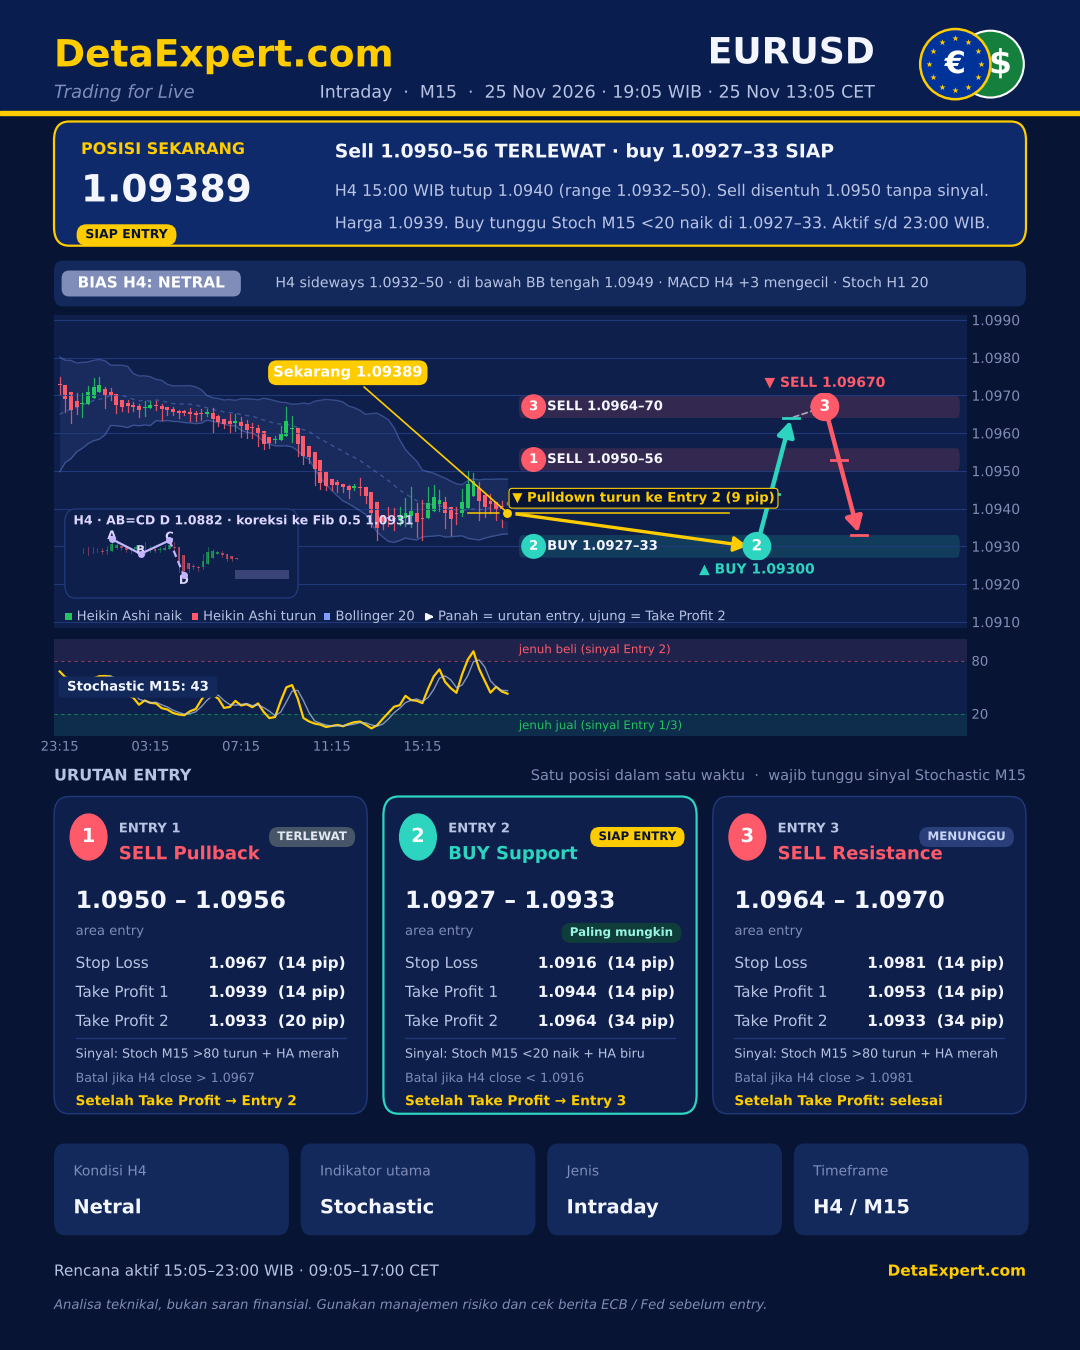 DetaExpert.com
EURUSD
€ $
Trading for Live
Intraday · M15 · 25 Nov 2026 · 19:05 WIB · 25 Nov 13:05 CET
POSISI SEKARANG
1.09389
SIAP ENTRY
Sell 1.0950–56 TERLEWAT · buy 1.0927–33 SIAP
H4 15:00 WIB tutup 1.0940 (range 1.0932–50). Sell disentuh 1.0950 tanpa sinyal.
Harga 1.0939. Buy tunggu Stoch M15 <20 naik di 1.0927–33. Aktif s/d 23:00 WIB.
BIAS H4: NETRAL
H4 sideways 1.0932–50 · di bawah BB tengah 1.0949 · MACD H4 +3 mengecil · Stoch H1 20
1.0990
1.0980
1.0970
1.0960
1.0950
1.0940
1.0930
1.0920
1.0910
Sekarang 1.09389
▼ SELL 1.09670
3 SELL 1.0964–70
3
1 SELL 1.0950–56
▼ Pulldown turun ke Entry 2 (9 pip)
2 BUY 1.0927–33
2
▲ BUY 1.09300
H4 · AB=CD D 1.0882 · koreksi ke Fib 0.5 1.0931
A
B
C
D
Heikin Ashi naik
Heikin Ashi turun
Bollinger 20
Panah = urutan entry, ujung = Take Profit 2
jenuh beli (sinyal Entry 2)
80
Stochastic M15: 43
20
jenuh jual (sinyal Entry 1/3)
23:15 03:15 07:15 11:15 15:15
URUTAN ENTRY
Satu posisi dalam satu waktu · wajib tunggu sinyal Stochastic M15
1
ENTRY 1
TERLEWAT
SELL Pullback
1.0950 – 1.0956
area entry
Stop Loss 1.0967 (14 pip)
Take Profit 1 1.0939 (14 pip)
Take Profit 2 1.0933 (20 pip)
Sinyal: Stoch M15 >80 turun + HA merah
Batal jika H4 close > 1.0967
Setelah Take Profit → Entry 2
2
ENTRY 2
SIAP ENTRY
BUY Support
1.0927 – 1.0933
area entry
Paling mungkin
Stop Loss 1.0916 (14 pip)
Take Profit 1 1.0944 (14 pip)
Take Profit 2 1.0964 (34 pip)
Sinyal: Stoch M15 <20 naik + HA biru
Batal jika H4 close < 1.0916
Setelah Take Profit → Entry 3
3
ENTRY 3
MENUNGGU
SELL Resistance
1.0964 – 1.0970
area entry
Stop Loss 1.0981 (14 pip)
Take Profit 1 1.0953 (14 pip)
Take Profit 2 1.0933 (34 pip)
Sinyal: Stoch M15 >80 turun + HA merah
Batal jika H4 close > 1.0981
Setelah Take Profit: selesai
Kondisi H4
Netral
Indikator utama
Stochastic
Jenis
Intraday
Timeframe
H4 / M15
Rencana aktif 15:05–23:00 WIB · 09:05–17:00 CET
DetaExpert.com
Analisa teknikal, bukan saran finansial. Gunakan manajemen risiko dan cek berita ECB / Fed sebelum entry.